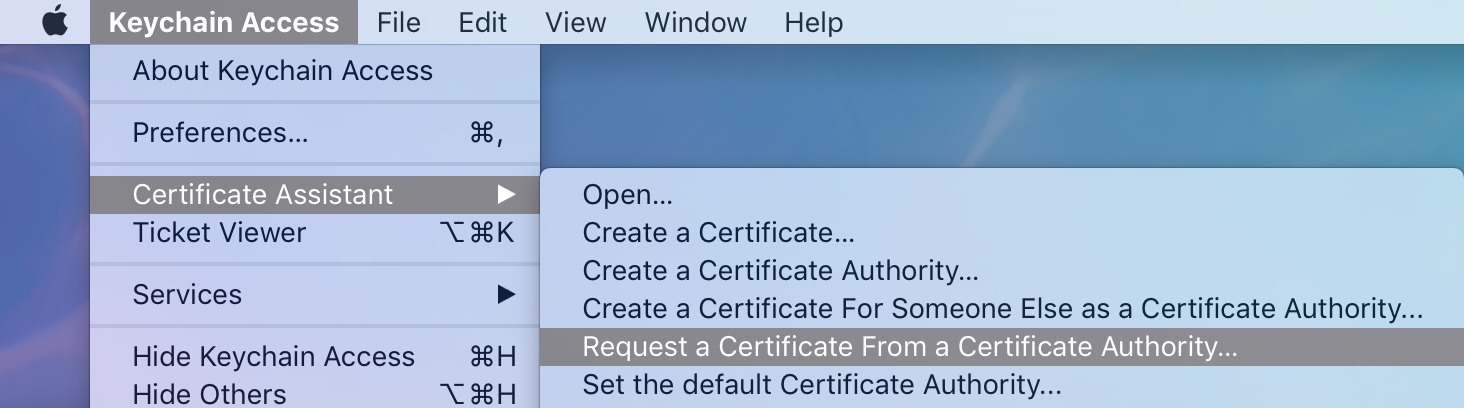 Keychain Access File Edit View Window Help
About Keychain Access
Preferences... ⌘,
Certificate Assistant ▶
Ticket Viewer ⌥⌘K
Services ▶
Hide Keychain Access ⌘H
Hide Others ⌥⌘H
Open...
Create a Certificate...
Create a Certificate Authority...
Create a Certificate For Someone Else as a Certificate Authority...
Request a Certificate From a Certificate Authority...
Set the default Certificate Authority...